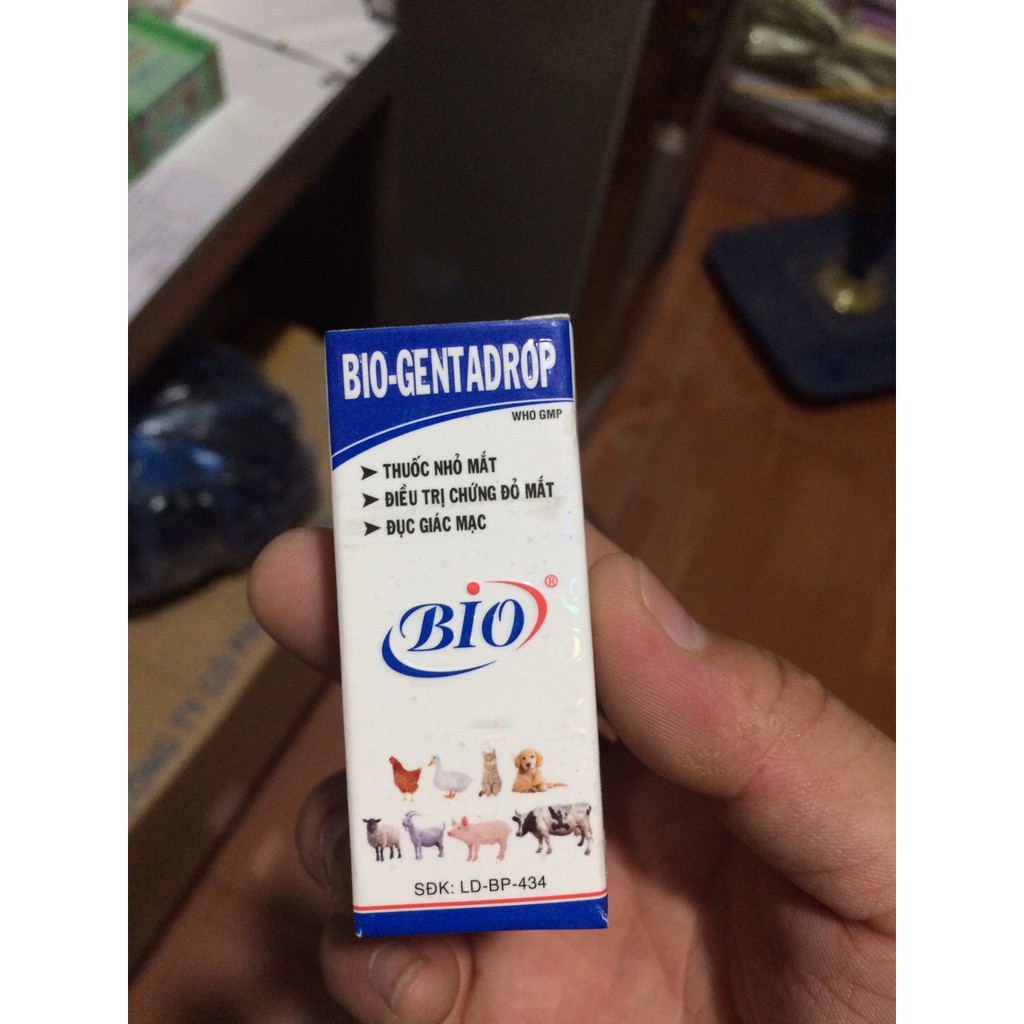 BIO-GENTADROP
WHO GMP
➤ THUỐC NHỎ MẮT
➤ ĐIỀU TRỊ CHỨNG ĐỎ MẮT
➤ ĐỤC GIÁC MẠC
BIO®
SĐK: LD-BP-434